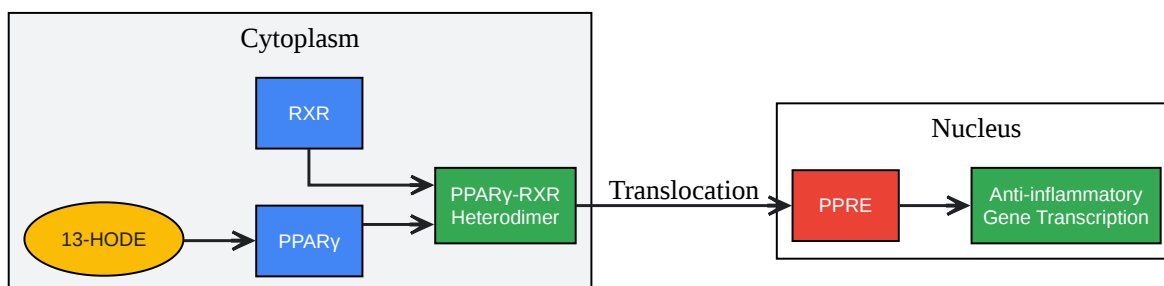 Cytoplasm
RXR
13-HODE
PPARγ
PPARγ-RXR
Heterodimer
Translocation
Nucleus
PPRE
Anti-inflammatory
Gene Transcription